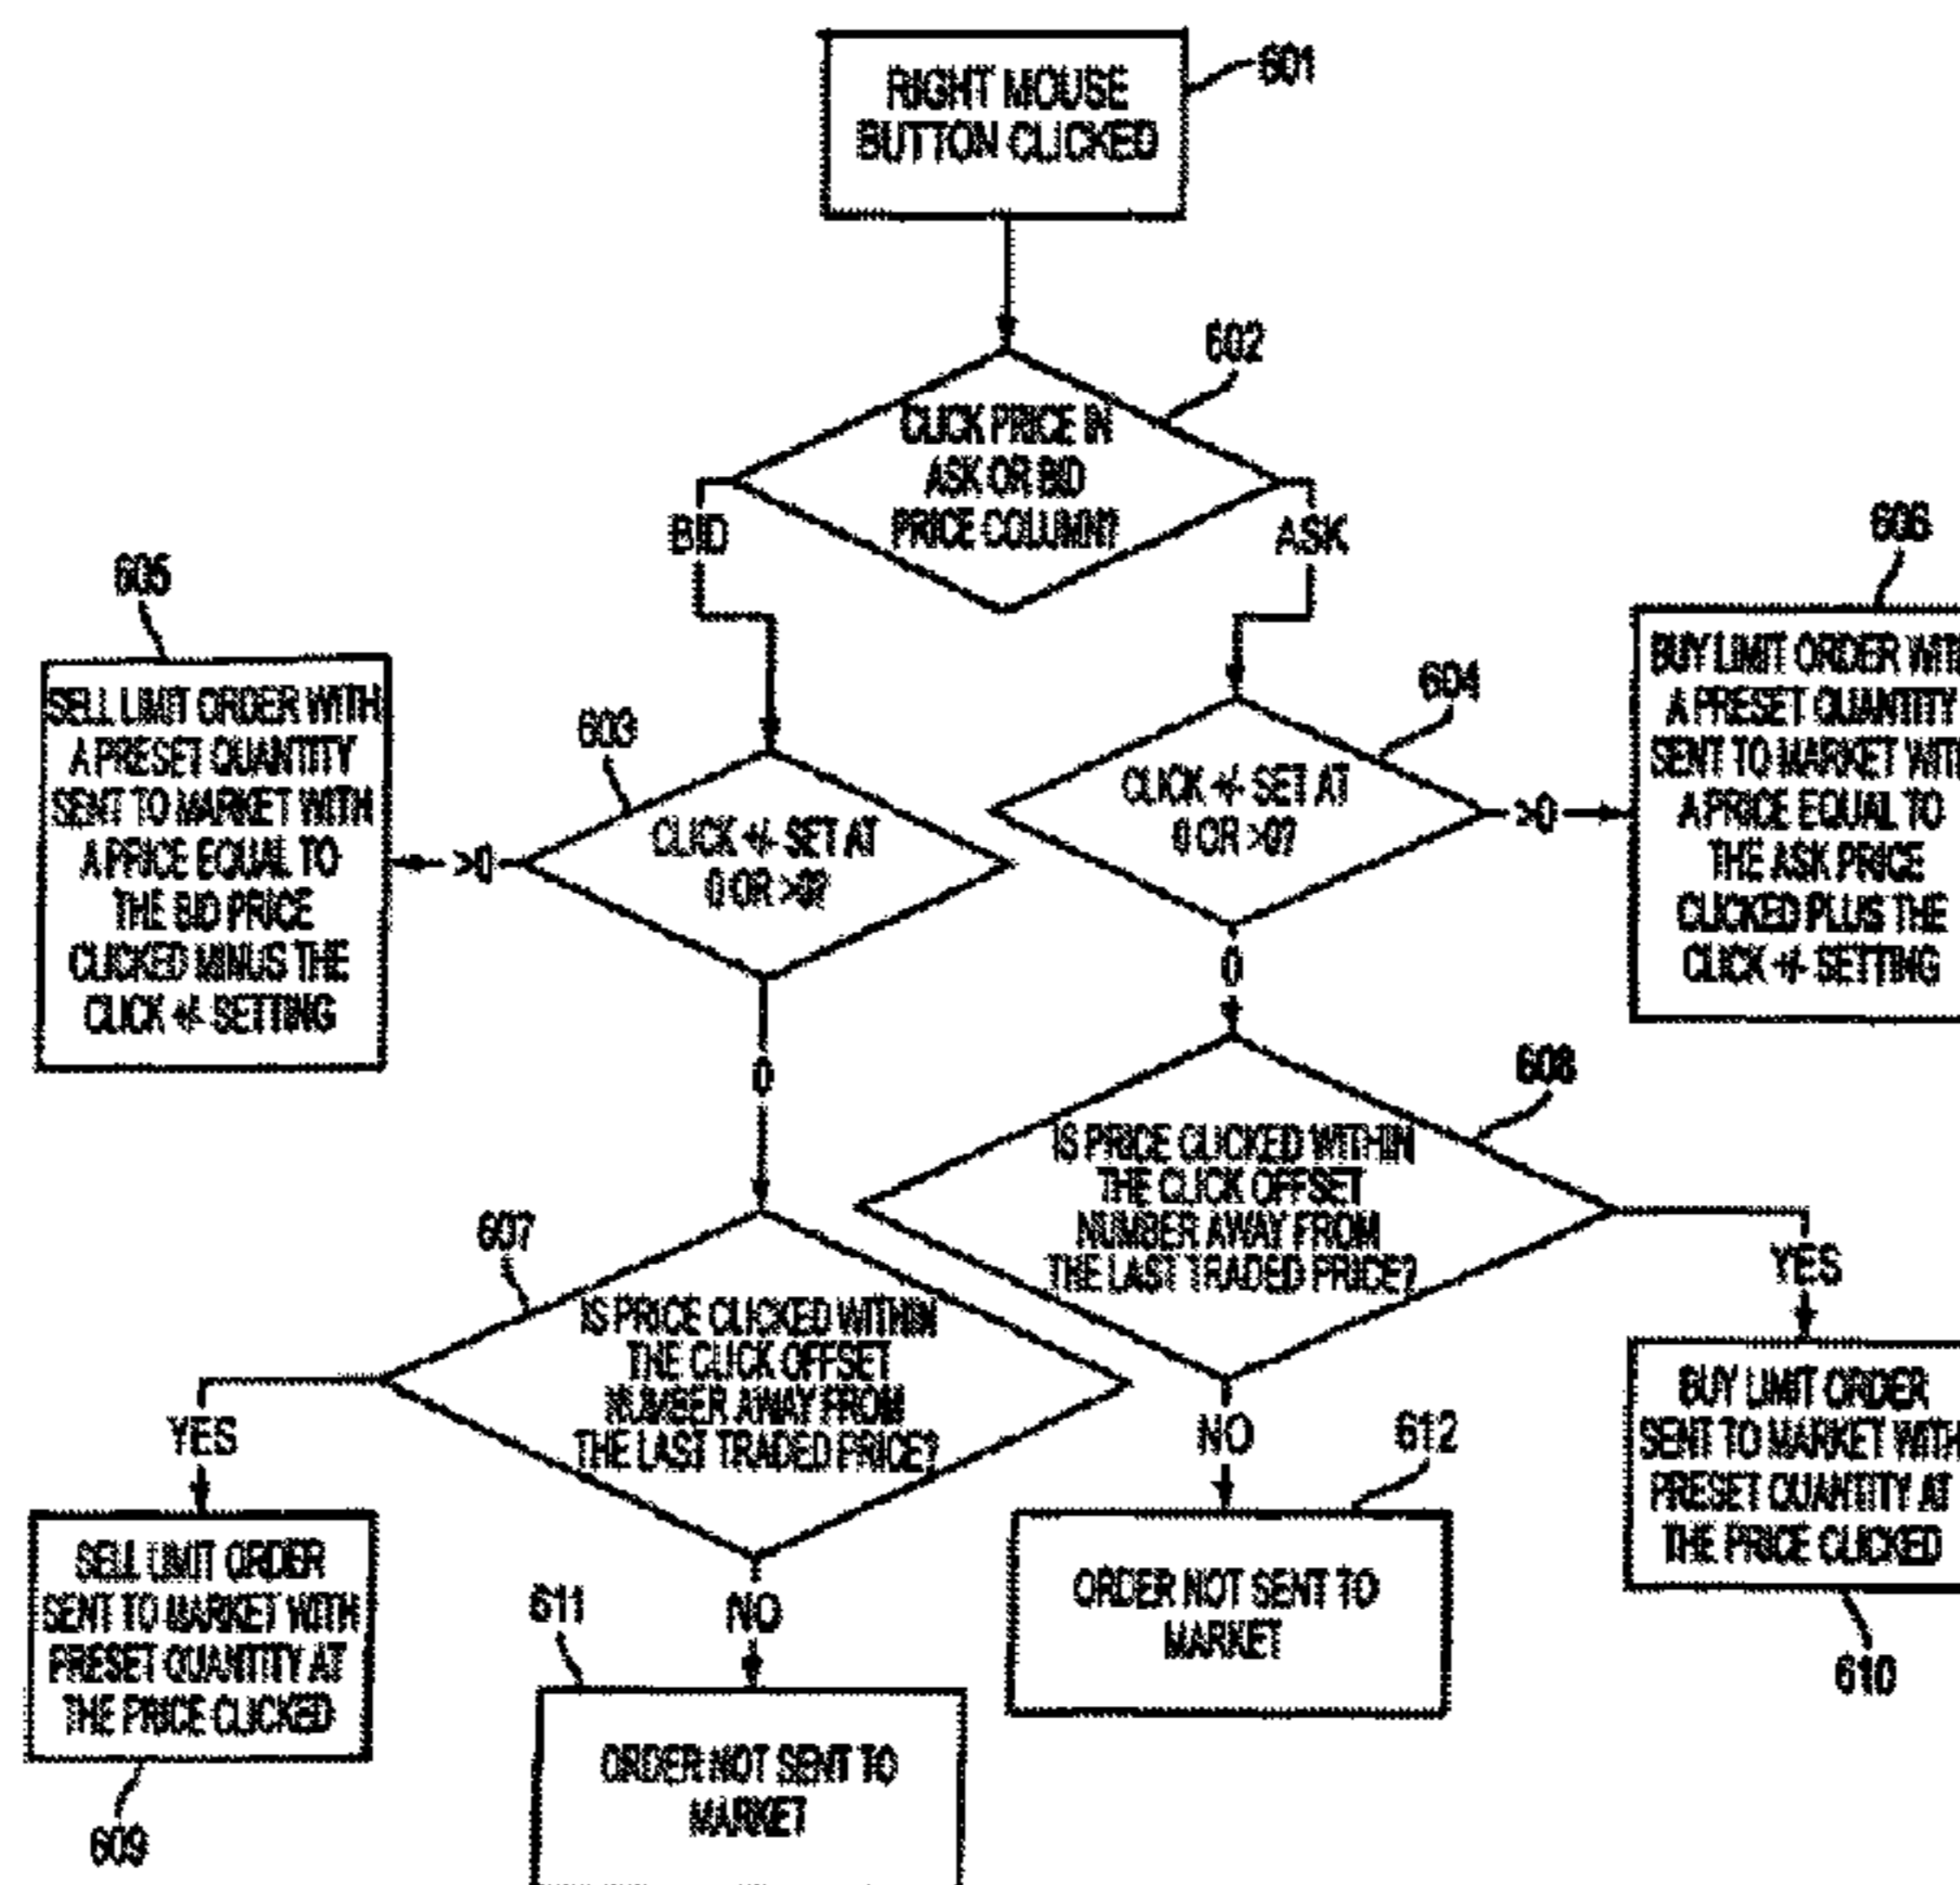 601
RIGHT MOUSE
BUTTON CLICKED
602
CLICK PRICE IN
ASK OR BID
PRICE COLUMN?
BID
ASK
605
SELL LIMIT ORDER WITH
A PRESET QUANTITY
SENT TO MARKET WITH
A PRICE EQUAL TO
THE BID PRICE
CLICKED MINUS THE
CLICK +/- SETTING
603
CLICK +/- SET AT
0 OR >0?
>0
0
604
CLICK +/- SET AT
0 OR >0?
>0
0
606
BUY LIMIT ORDER WIT
A PRESET QUANTITY
SENT TO MARKET WIT
A PRICE EQUAL TO
THE ASK PRICE
CLICKED PLUS THE
CLICK +/- SETTING
608
IS PRICE CLICKED WITHIN
THE CLICK OFFSET
NUMBER AWAY FROM
THE LAST TRADED PRICE?
YES
NO
607
IS PRICE CLICKED WITHIN
THE CLICK OFFSET
NUMBER AWAY FROM
THE LAST TRADED PRICE?
YES
NO
SELL LIMIT ORDER
SENT TO MARKET WITH
PRESET QUANTITY AT
THE PRICE CLICKED
609
611
ORDER NOT SENT TO
MARKET
612
ORDER NOT SENT TO
MARKET
BUY LIMIT ORDER
SENT TO MARKET WITH
PRESET QUANTITY AT
THE PRICE CLICKED
610